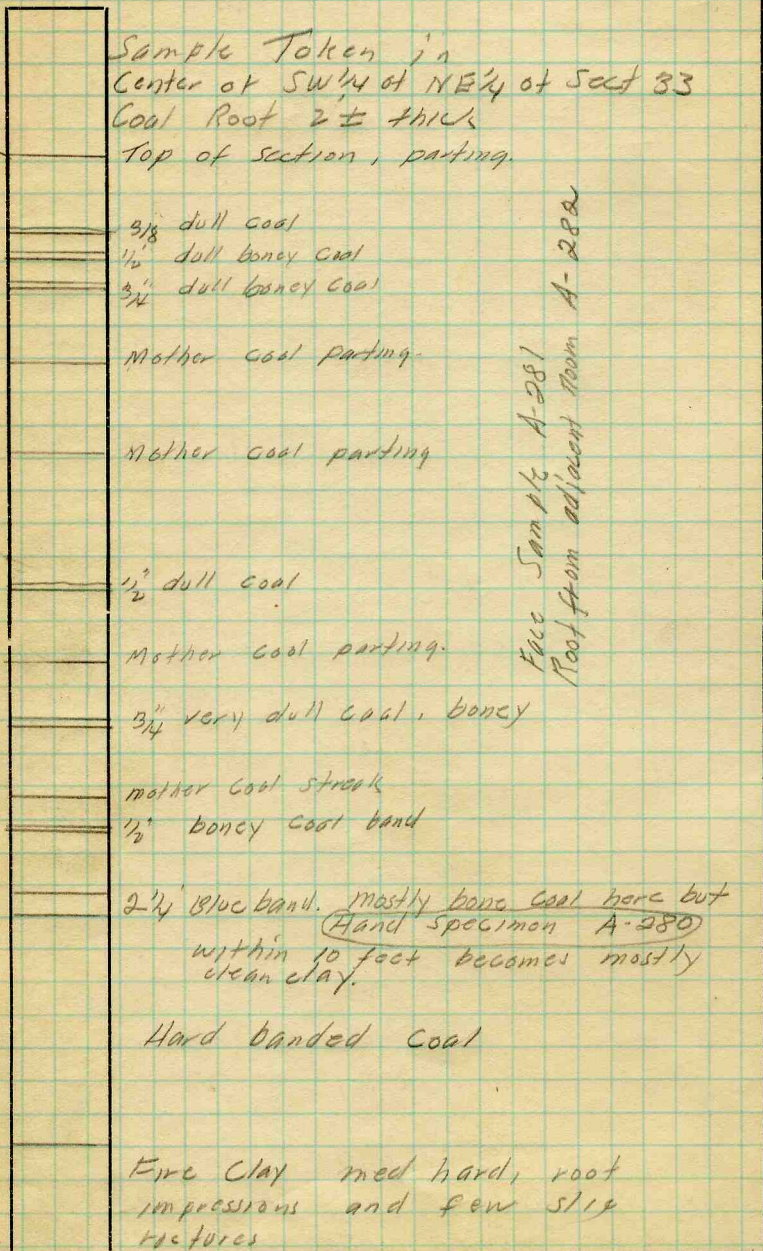 Sample Taken in
Center of SW¼ of NE¼ of Sect 33
Coal Roof 2'± thick
Top of section, parting.
3/8 dull coal
1/2" dull boney coal
3/4" dull boney coal
Mother coal parting.
Mother coal parting
1/2" dull coal
Mother coal parting.
3/4" very dull coal, boney
mother coal streak
1/2" boney coal band
2¼" Blue band. mostly bone coal here but
Hand Specimen A-280
within 10 feet becomes mostly
clean clay.
Hard banded coal
Fire Clay med hard, root
impressions and few slip
Face Sample A-281
Roof from adjacent room A-282